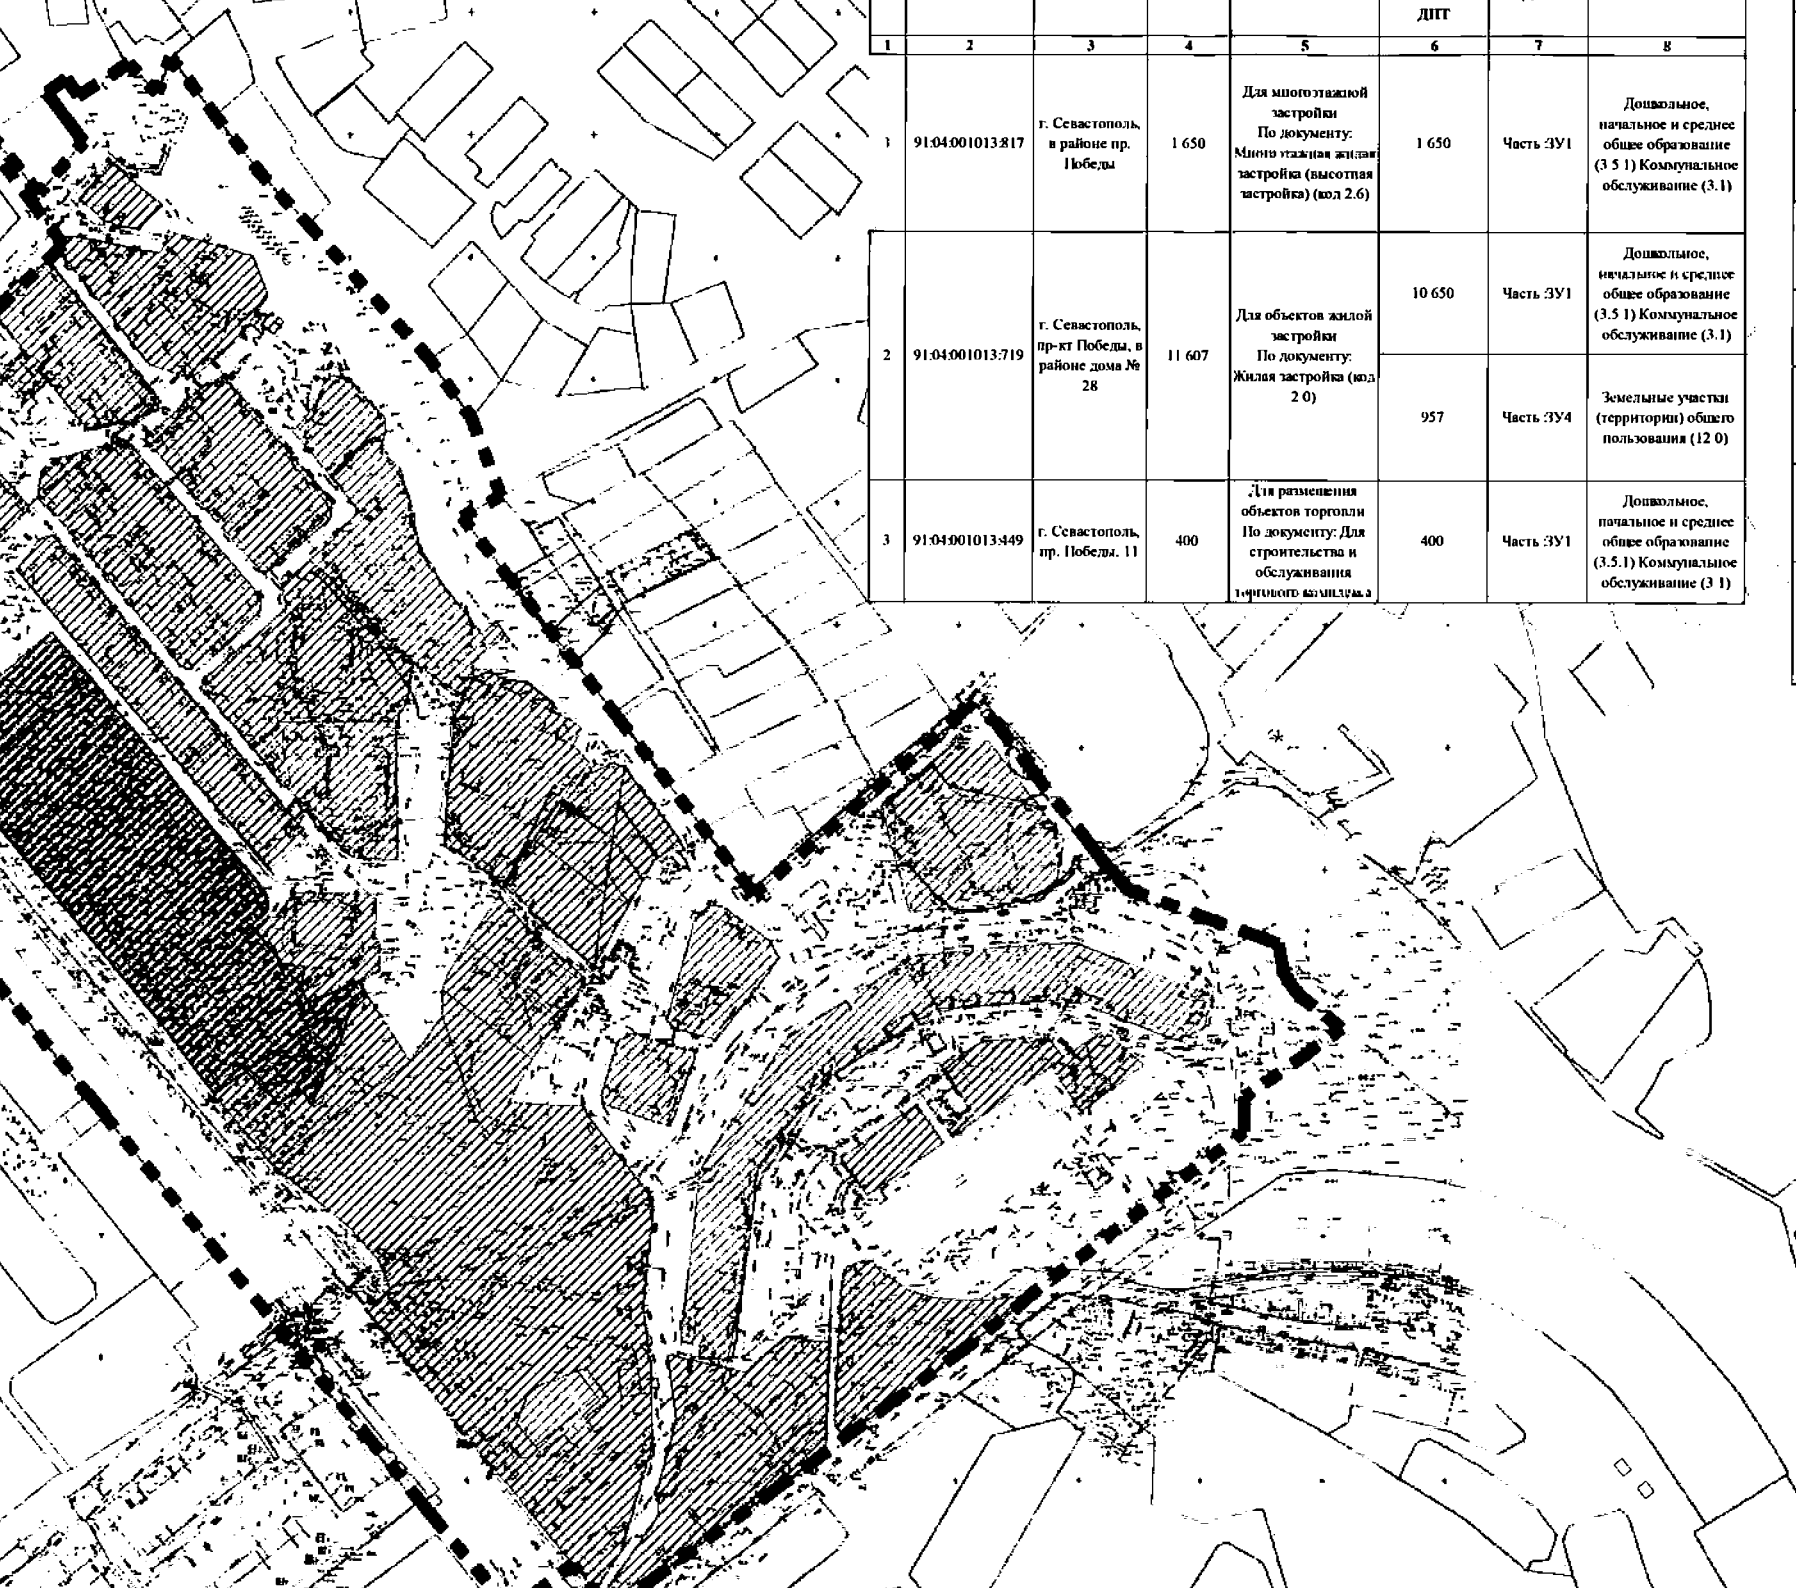 ДПТ
1 2 3 4 5 6 7 8
91:04:001013:817
г. Севастополь,
в районе пр.
Победы
1 650
Для многоэтажной
застройки
По документу:
Многоэтажная жилая
застройка (высотная
застройка) (код 2.6)
1 650
Часть :ЗУ1
Дошкольное,
начальное и среднее
общее образование
(3 5 1) Коммунальное
обслуживание (3.1)
2
91:04:001013:719
г. Севастополь,
пр-кт Победы, в
районе дома №
28
11 607
Для объектов жилой
застройки
По документу:
Жилая застройка (код
2 0)
10 650
Часть :ЗУ1
Дошкольное,
начальное и среднее
общее образование
(3.5 1) Коммунальное
обслуживание (3.1)
957
Часть :ЗУ4
Земельные участки
(территории) общего
пользования (12 0)
3
91:04:001013:449
г. Севастополь,
пр. Победы. 11
400
Для размещения
объектов торговли
По документу: Для
строительства и
обслуживания
торгового комплекса
400
Часть :ЗУ1
Дошкольное,
начальное и среднее
общее образование
(3.5.1) Коммунальное
обслуживание (3 1)